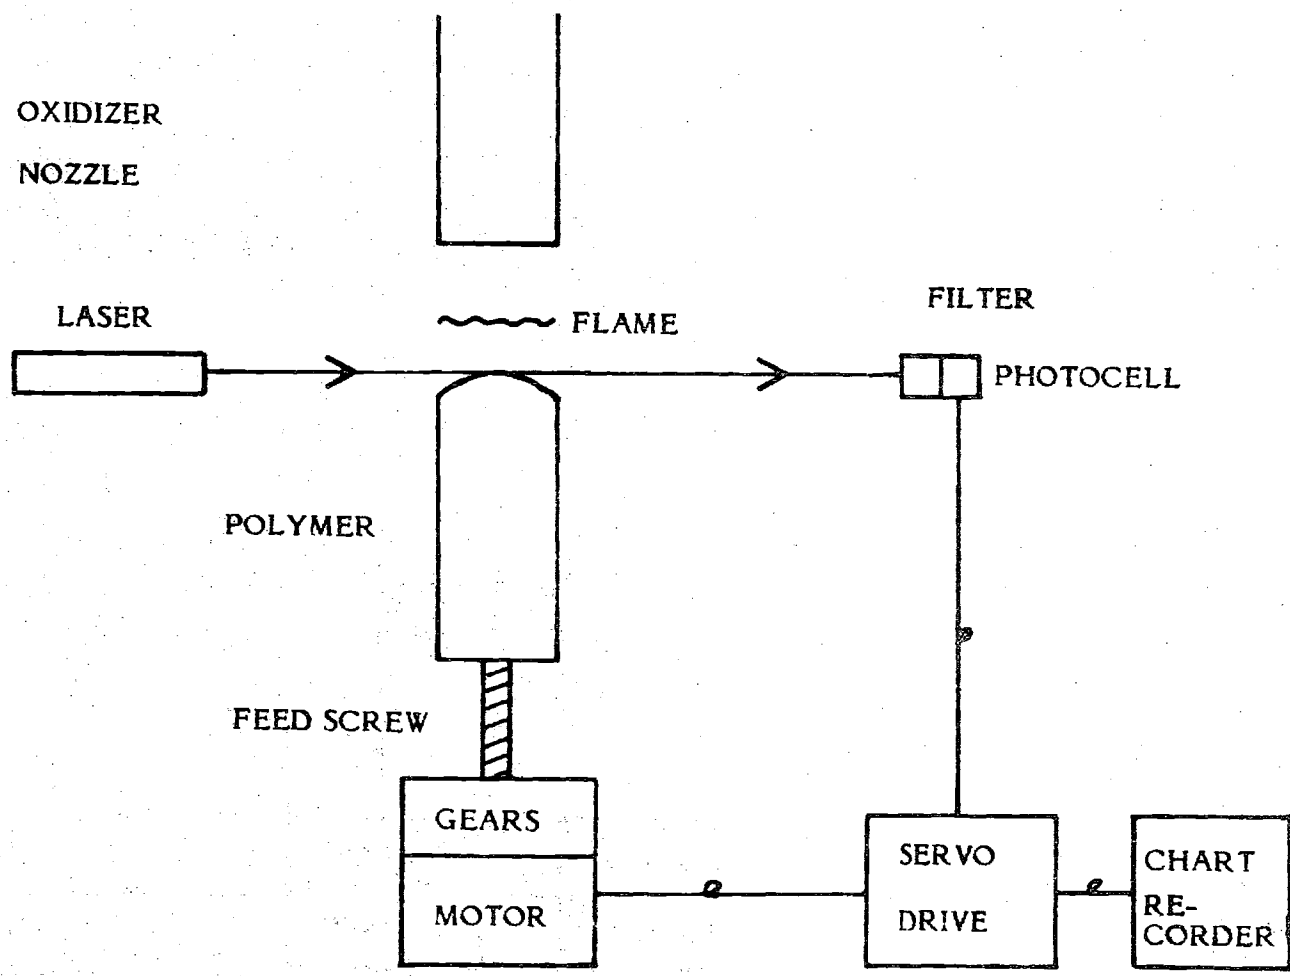 OXIDIZER
NOZZLE
LASER
FLAME
FILTER
PHOTOCELL
POLYMER
FEED SCREW
GEARS
MOTOR
SERVO
DRIVE
CHART
RE-
CORDER